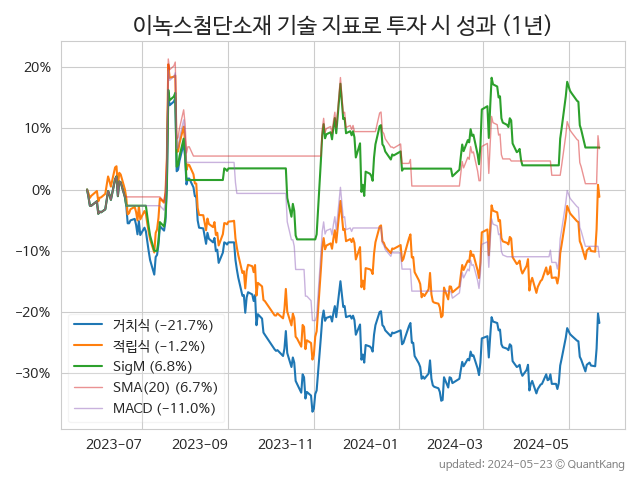 이녹스첨단소재 기술 지표로 투자 시 성과 (1년)
20%
10%
0%
−10%
−20%
−30%
거치식 (−21.7%)
적립식 (−1.2%)
SigM (6.8%)
SMA(20) (6.7%)
MACD (−11.0%)
2023−07
2023−09
2023−11
2024−01
2024−03
2024−05
updated: 2024−05−23 © QuantKang